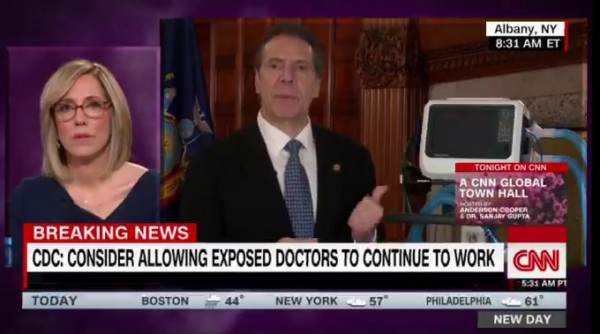 Albany, NY
8:31 AM ET
TONIGHT ON CNN
A CNN GLOBAL
TOWN HALL
HOSTED BY
ANDERSON COOPER
& DR. SANJAY GUPTA
BREAKING NEWS
CDC: CONSIDER ALLOWING EXPOSED DOCTORS TO CONTINUE TO WORK
CNN
5:31 AM PT
TODAY BOSTON 44° NEW YORK 57° PHILADELPHIA 61°
NEW DAY